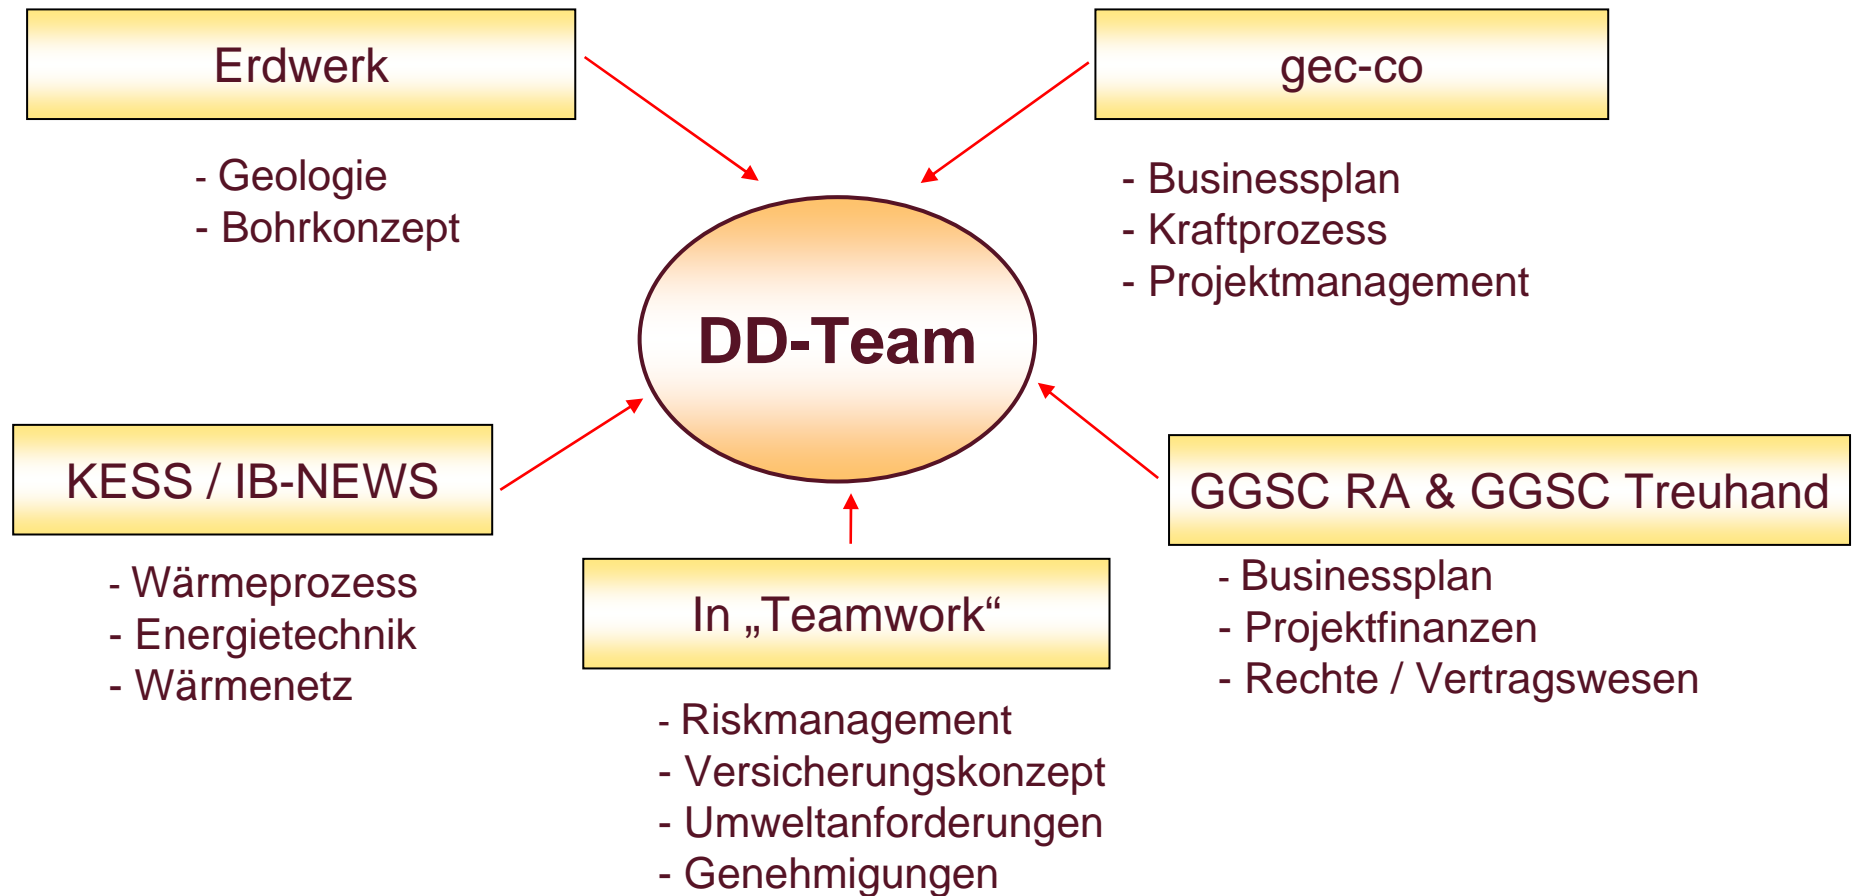 Erdwerk
- Geologie
- Bohrkonzept
gec-co
- Businessplan
- Kraftprozess
- Projektmanagement
DD-Team
KESS / IB-NEWS
- Wärmeprozess
- Energietechnik
- Wärmenetz
In „Teamwork“
- Riskmanagement
- Versicherungskonzept
- Umweltanforderungen
- Genehmigungen
GGSC RA & GGSC Treuhand
- Businessplan
- Projektfinanzen
- Rechte / Vertragswesen